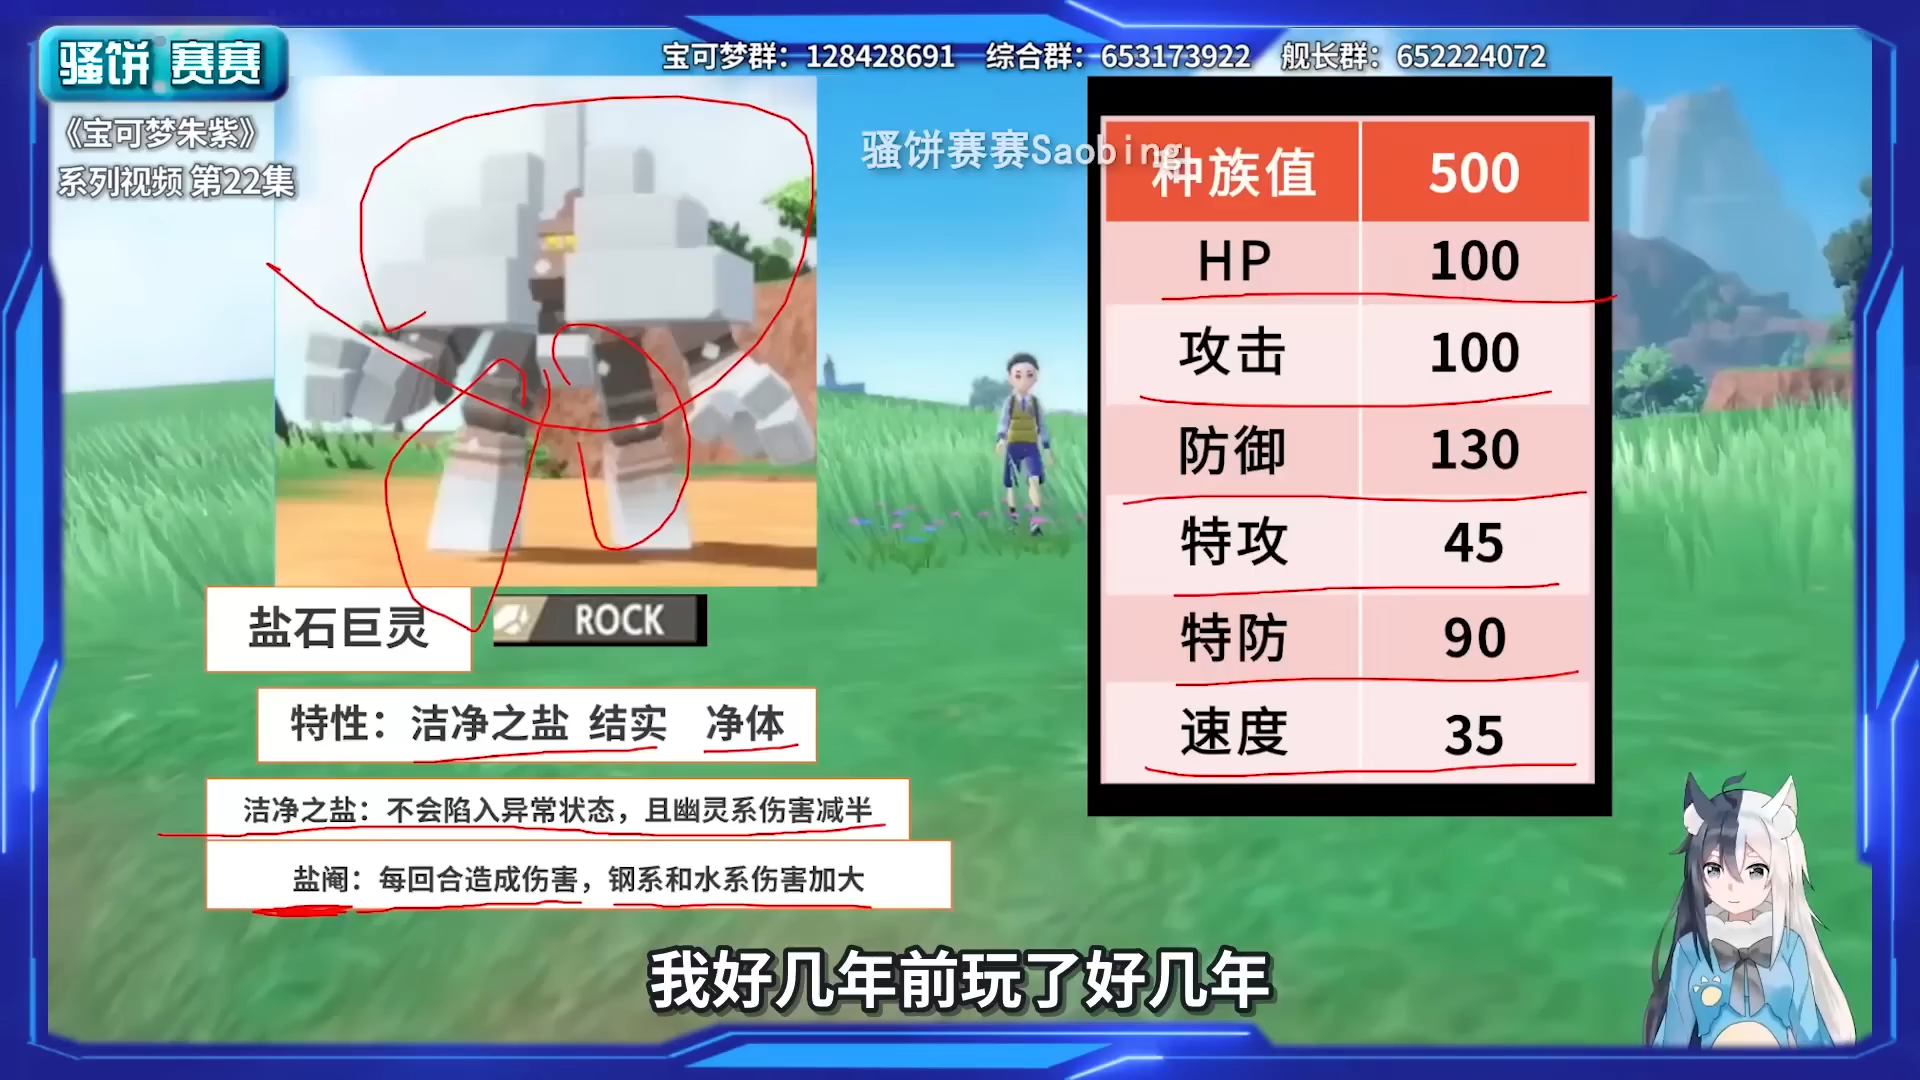 骚饼 赛赛
宝可梦群：128428691 综合群：653173922 舰长群：652224072
《宝可梦朱紫》
系列视频 第22集
骚饼赛赛Saobing
种族值 500
HP 100
攻击 100
防御 130
特攻 45
特防 90
速度 35
盐石巨灵
ROCK
特性：洁净之盐 结实 净体
洁净之盐：不会陷入异常状态，且幽灵系伤害减半
盐阉：每回合造成伤害，钢系和水系伤害加大
我好几年前玩了好几年